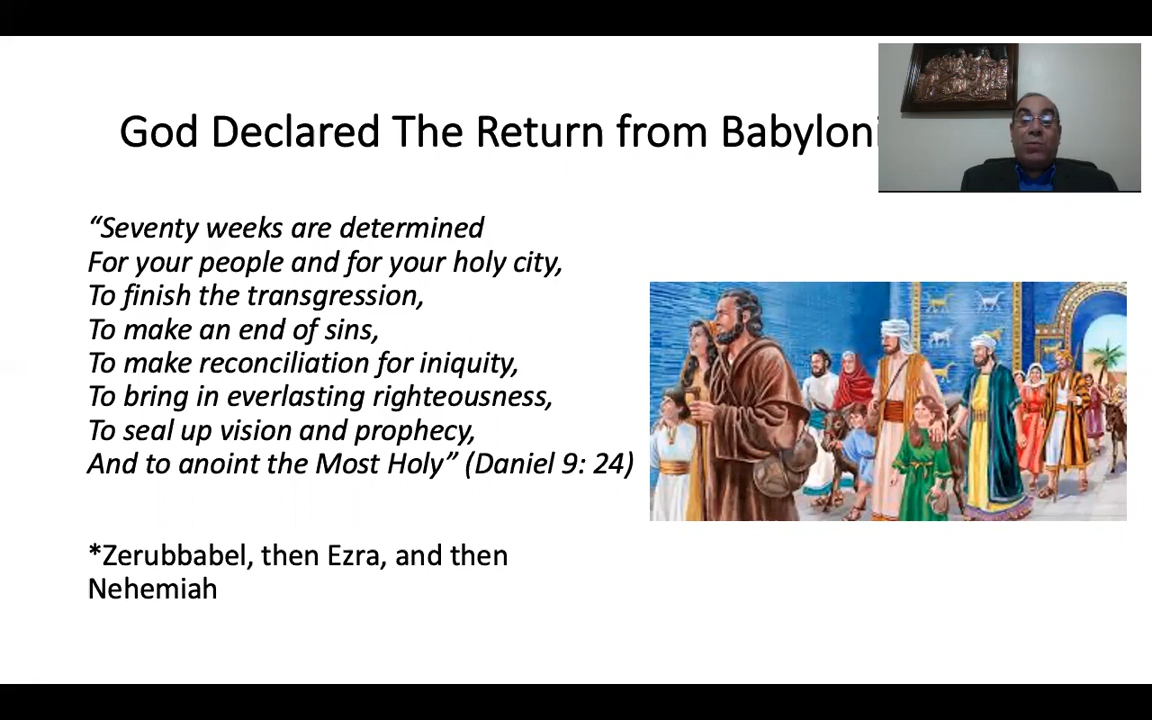 God Declared The Return from Babyloni
“Seventy weeks are determined
For your people and for your holy city,
To finish the transgression,
To make an end of sins,
To make reconciliation for iniquity,
To bring in everlasting righteousness,
To seal up vision and prophecy,
And to anoint the Most Holy” (Daniel 9: 24)
*Zerubbabel, then Ezra, and then
Nehemiah